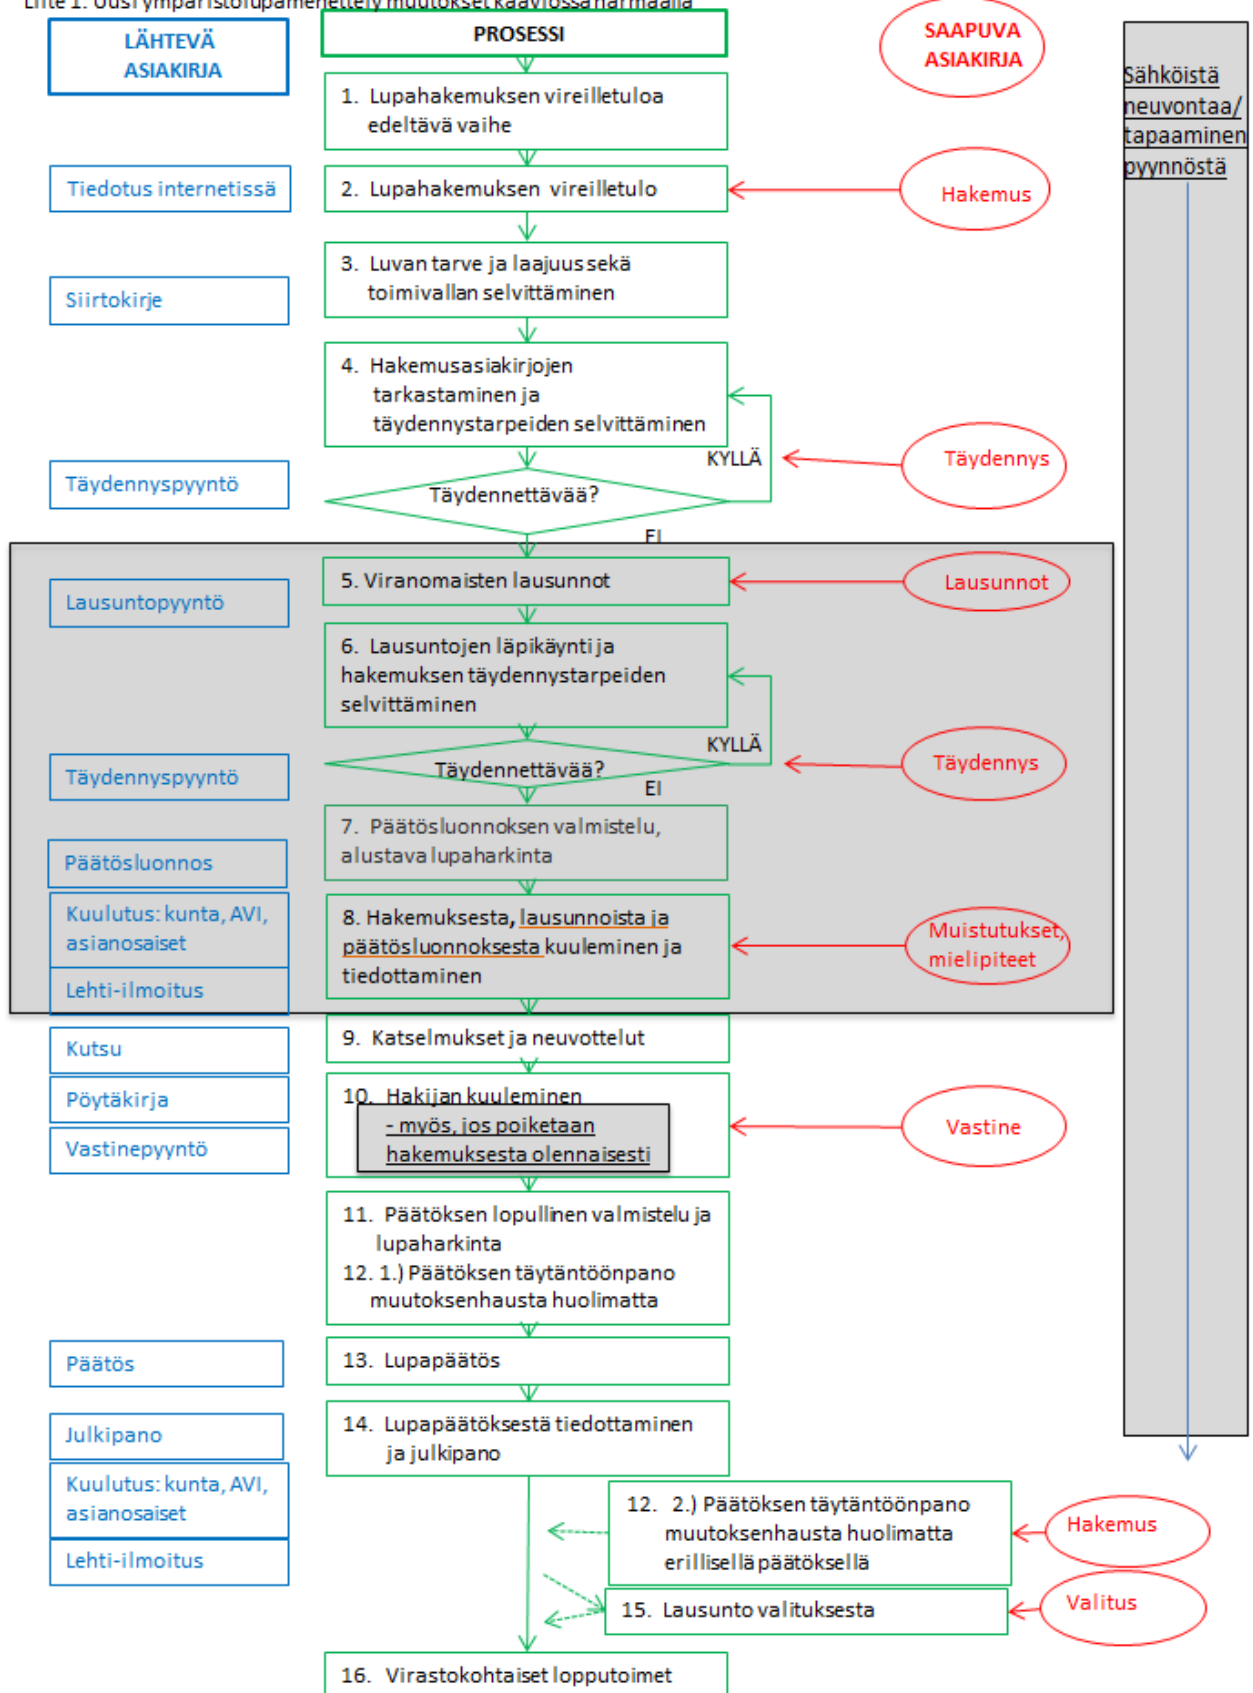 Liite 1. Uusi ympäristölupamenettely muutokset kaaviossa harmaalla
LÄHTEVÄ
ASIAKIRJA
PROSESSI
SAAPUVA
ASIAKIRJA
Sähköistä
neuvontaa/
tapaaminen
pyynnöstä
1. Lupahakemuksen vireilletuloa
edeltävä vaihe
Tiedotus internetissä
2. Lupahakemuksen vireilletulo
Hakemus
Siirtokirje
3. Luvan tarve ja laajuus sekä
toimivallan selvittäminen
4. Hakemusasiakirjojen
tarkastaminen ja
täydennystarpeiden selvittäminen
KYLLÄ
Täydennys
Täydennyspyyntö
Täydennettävää?
EI
5. Viranomaisten lausunnot
Lausunnot
Lausuntopyyntö
6. Lausuntojen läpikäynti ja
hakemuksen täydennystarpeiden
selvittäminen
KYLLÄ
Täydennys
Täydennyspyyntö
Täydennettävää?
EI
7. Päätösluonnoksen valmistelu,
alustava lupaharkinta
Päätösluonnos
Kuulutus: kunta, AVI,
asianosaiset
Lehti-ilmoitus
8. Hakemuksesta, lausunnoista ja
päätösluonnoksesta kuuleminen ja
tiedottaminen
Muistutukset,
mielipiteet
Kutsu
9. Katselmukset ja neuvottelut
Pöytäkirja
Vastinepyyntö
10. Hakijan kuuleminen
- myös, jos poiketaan
hakemuksesta olennaisesti
Vastine
11. Päätöksen lopullinen valmistelu ja
lupaharkinta
12. 1.) Päätöksen täytäntöönpano
muutoksenhausta huolimatta
Päätös
13. Lupapäätös
Julkipano
14. Lupapäätöksestä tiedottaminen
ja julkipano
Kuulutus: kunta, AVI,
asianosaiset
Lehti-ilmoitus
12. 2.) Päätöksen täytäntöönpano
muutoksenhausta huolimatta
erillisellä päätöksellä
Hakemus
15. Lausunto valituksesta
Valitus
16. Virastokohtaiset lopputoimet